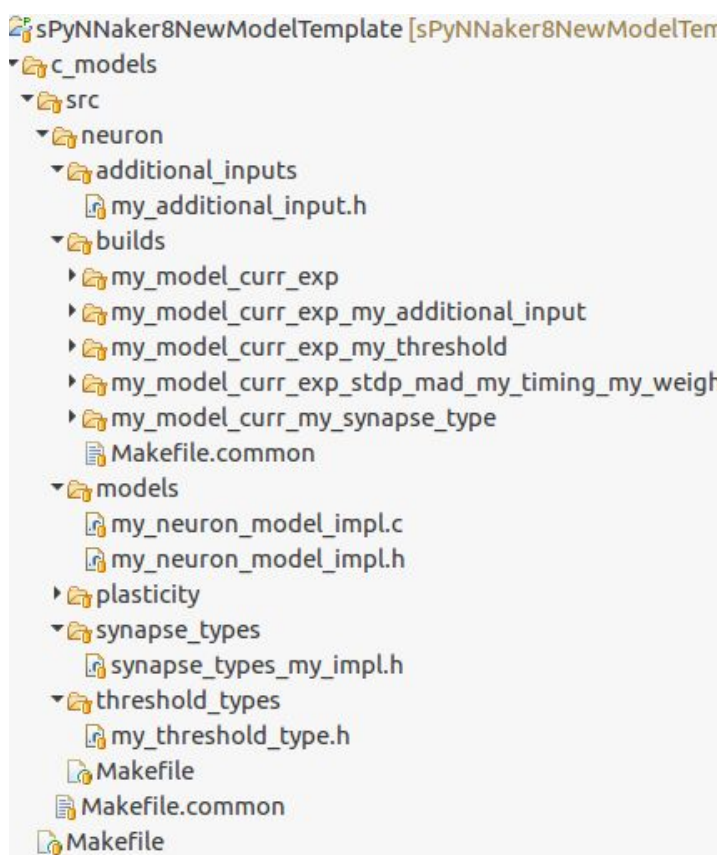 sPyNNaker8NewModelTemplate [sPyNNaker8NewModelTem
c_models
src
neuron
additional_inputs
my_additional_input.h
builds
my_model_curr_exp
my_model_curr_exp_my_additional_input
my_model_curr_exp_my_threshold
my_model_curr_exp_stdp_mad_my_timing_my_weigh
my_model_curr_my_synapse_type
Makefile.common
models
my_neuron_model_impl.c
my_neuron_model_impl.h
plasticity
synapse_types
synapse_types_my_impl.h
threshold_types
my_threshold_type.h
Makefile
Makefile.common
Makefile